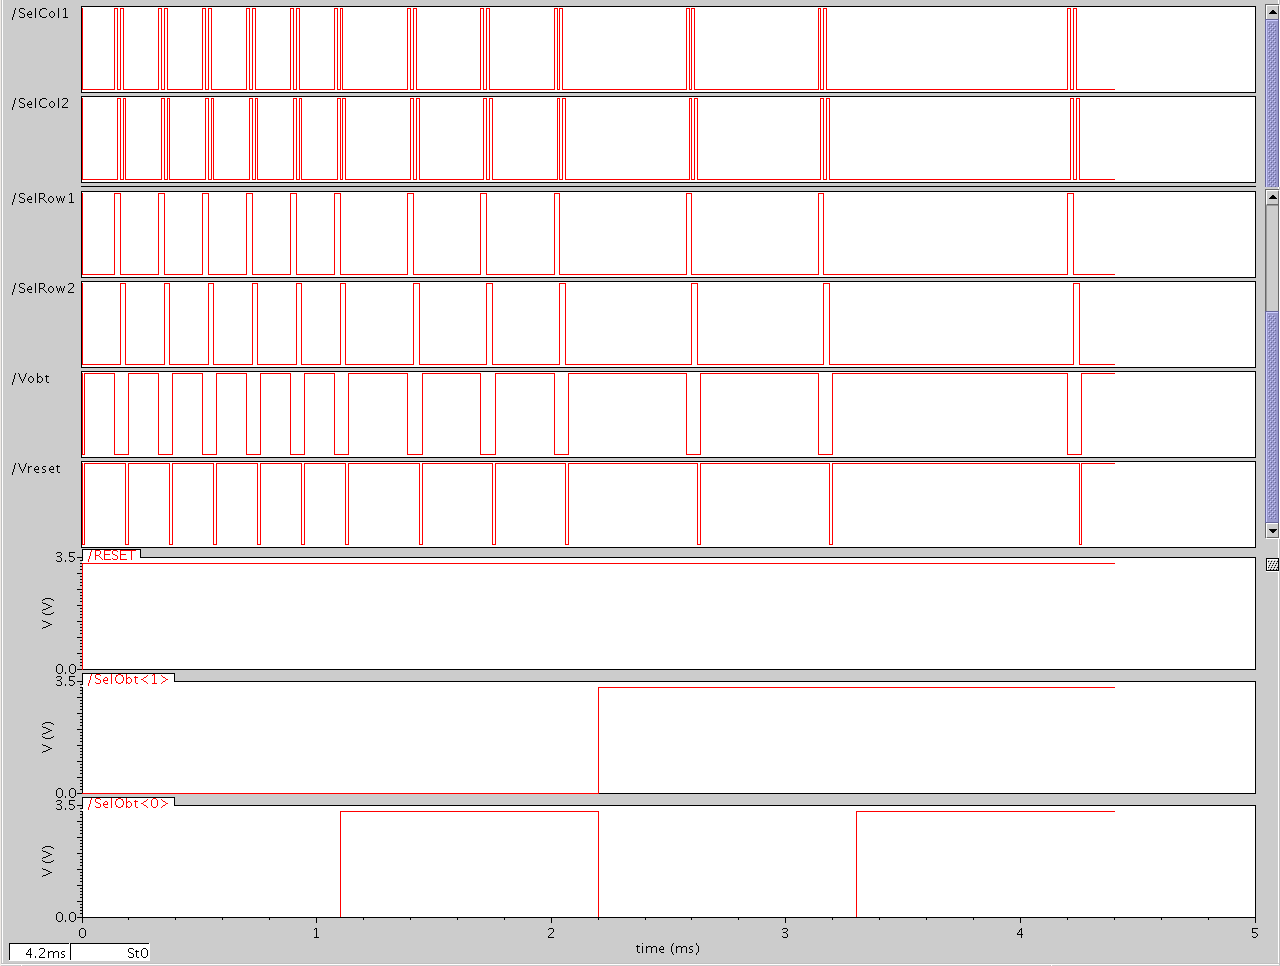 /SelCol1
/SelCol2
/SelRow1
/SelRow2
/Vobt
/Vreset
/RESET
3.5
V (V)
0.0
/SelObt<1>
3.5
V (V)
0.0
/SelObt<0>
3.5
V (V)
0.0
0 1 2 3 4 5
time (ms)
4.2ms St0